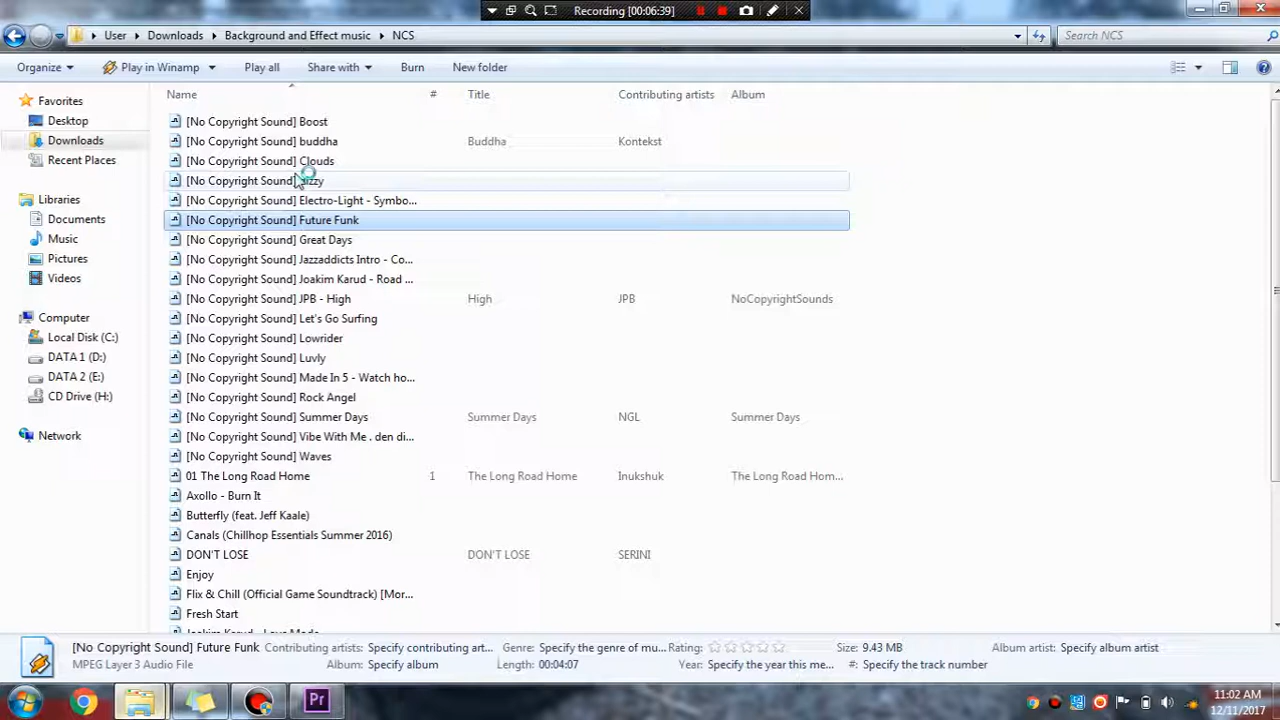 Recording [00:06:39]
User
Downloads
Background and Effect music
NCS
Search NCS
Organize
Play in Winamp
Play all
Share with
Burn
New folder
Name
#
Title
Contributing artists
Album
Favorites
Desktop
Downloads
Recent Places
Libraries
Documents
Music
Pictures
Videos
Computer
Local Disk (C:)
DATA 1 (D:)
DATA 2 (E:)
CD Drive (H:)
Network
[No Copyright Sound] Boost
[No Copyright Sound] buddha Buddha Kontekst
[No Copyright Sound] Clouds
[No Copyright Sound]
[No Copyright Sound] Electro-Light - Symbo...
[No Copyright Sound] Future Funk
[No Copyright Sound] Great Days
[No Copyright Sound] Jazzaddicts Intro - Co...
[No Copyright Sound] Joakim Karud - Road ...
[No Copyright Sound] JPB - High High JPB NoCopyrightSounds
[No Copyright Sound] Let's Go Surfing
[No Copyright Sound] Lowrider
[No Copyright Sound] Luvly
[No Copyright Sound] Made In 5 - Watch ho...
[No Copyright Sound] Rock Angel
[No Copyright Sound] Summer Days Summer Days NGL Summer Days
[No Copyright Sound] Vibe With Me . den di...
[No Copyright Sound] Waves
01 The Long Road Home 1 The Long Road Home Inukshuk The Long Road Hom...
Axollo - Burn It
Butterfly (feat. Jeff Kaale)
Canals (Chillhop Essentials Summer 2016)
DON'T LOSE DON'T LOSE SERINI
Enjoy
Flix & Chill (Official Game Soundtrack) [Mor...
Fresh Start
[No Copyright Sound] Future Funk Contributing artists: Specify contributing art... Genre: Specify the genre of mu... Rating: Size: 9.43 MB Album artist: Specify album artist
MPEG Layer 3 Audio File Album: Specify album Length: 00:04:07 Year: Specify the year this me... #: Specify the track number
Pr
11:02 AM
12/11/2017